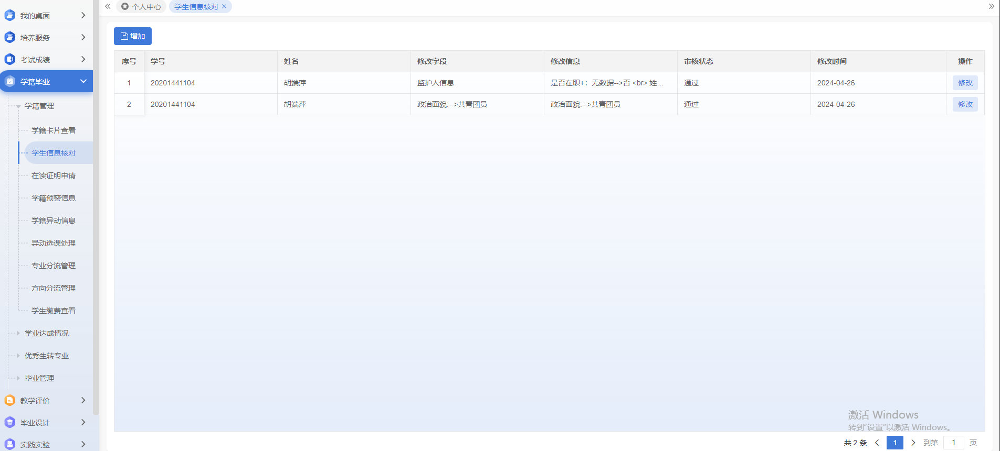 个人中心 学生信息核对
我的桌面
培养服务
考试成绩
学籍毕业
学籍管理
学籍卡片查看
学生信息核对
在读证明申请
学籍预警信息
学籍异动信息
异动选课处理
专业分流管理
方向分流管理
学生缴费查看
学业达成情况
优秀生转专业
毕业管理
教学评价
毕业设计
实践实验
增加
序号 学号 姓名 修改字段 修改信息 审核状态 修改时间 操作
1 20201441104 胡端萍 监护人信息 是否在职+：无数据-->否 <br> 姓... 通过 2024-04-26 修改
2 20201441104 胡端萍 政治面貌:-->共青团员 政治面貌:-->共青团员 通过 2024-04-26 修改
激活 Windows
转到“设置”以激活 Windows。
共 2 条 1 到第 1 页